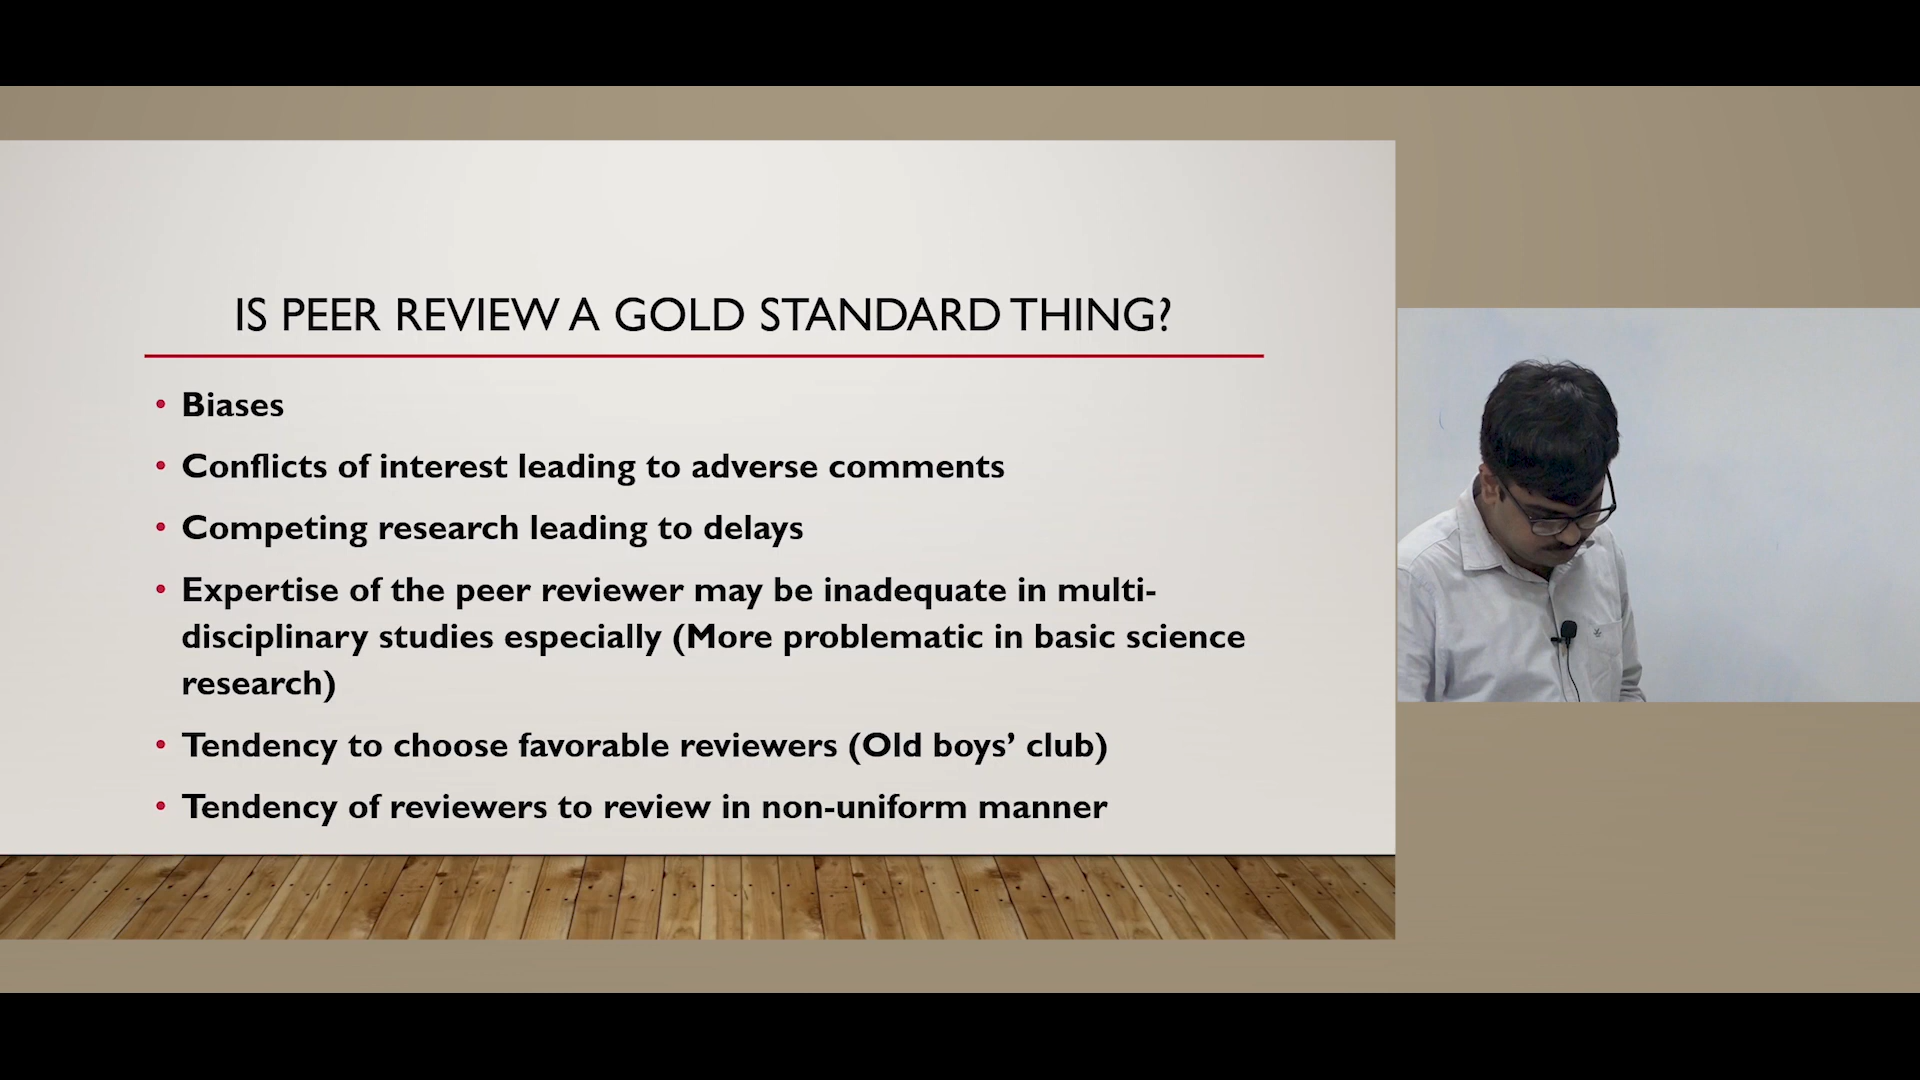 IS PEER REVIEW A GOLD STANDARD THING?
• Biases
• Conflicts of interest leading to adverse comments
• Competing research leading to delays
• Expertise of the peer reviewer may be inadequate in multi-
disciplinary studies especially (More problematic in basic science
research)
• Tendency to choose favorable reviewers (Old boys’ club)
• Tendency of reviewers to review in non-uniform manner